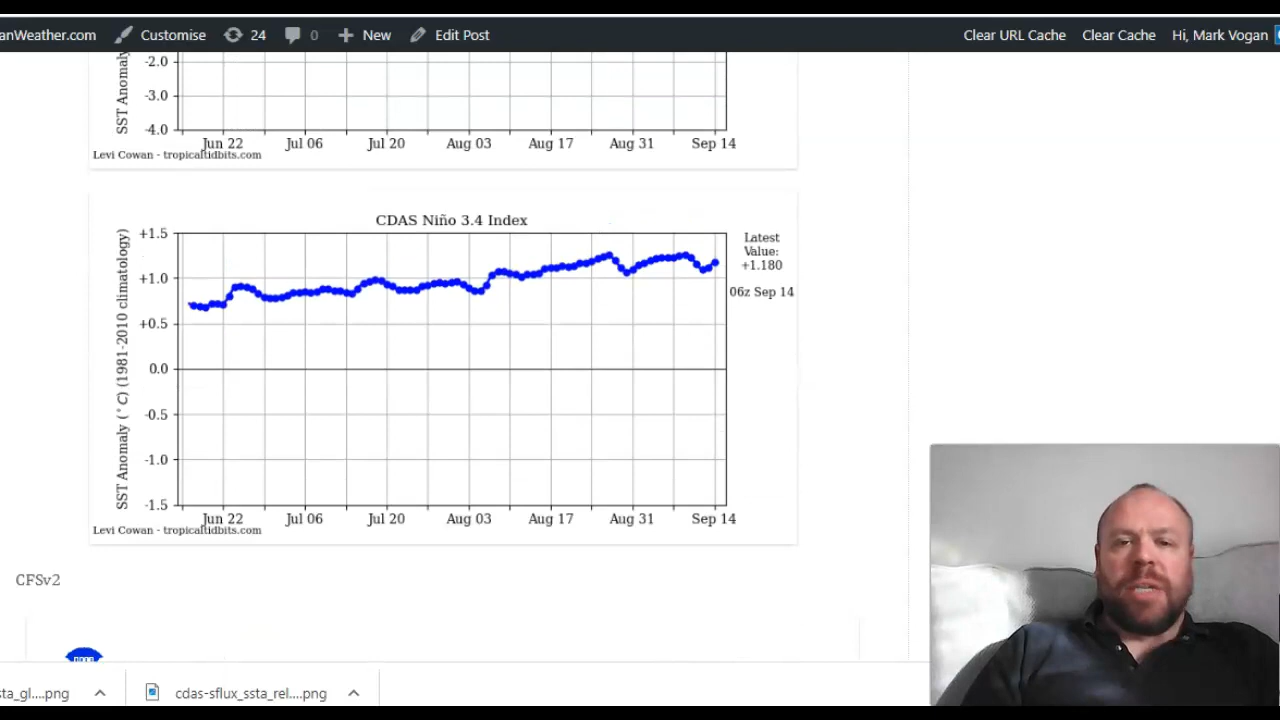 anWeather.com Customise 24 0 New Edit Post Clear URL Cache Clear Cache Hi, Mark Vogan
SST Anomaly
-2.0
-3.0
-4.0
Jun 22 Jul 06 Jul 20 Aug 03 Aug 17 Aug 31 Sep 14
Levi Cowan - tropicaltidbits.com
CDAS Niño 3.4 Index
SST Anomaly (°C) (1981-2010 climatology)
+1.5
+1.0
+0.5
0.0
-0.5
-1.0
-1.5
Latest
Value:
+1.180
06z Sep 14
Jun 22 Jul 06 Jul 20 Aug 03 Aug 17 Aug 31 Sep 14
Levi Cowan - tropicaltidbits.com
CFSv2
sta_gl....png cdas-sflux_ssta_rel....png